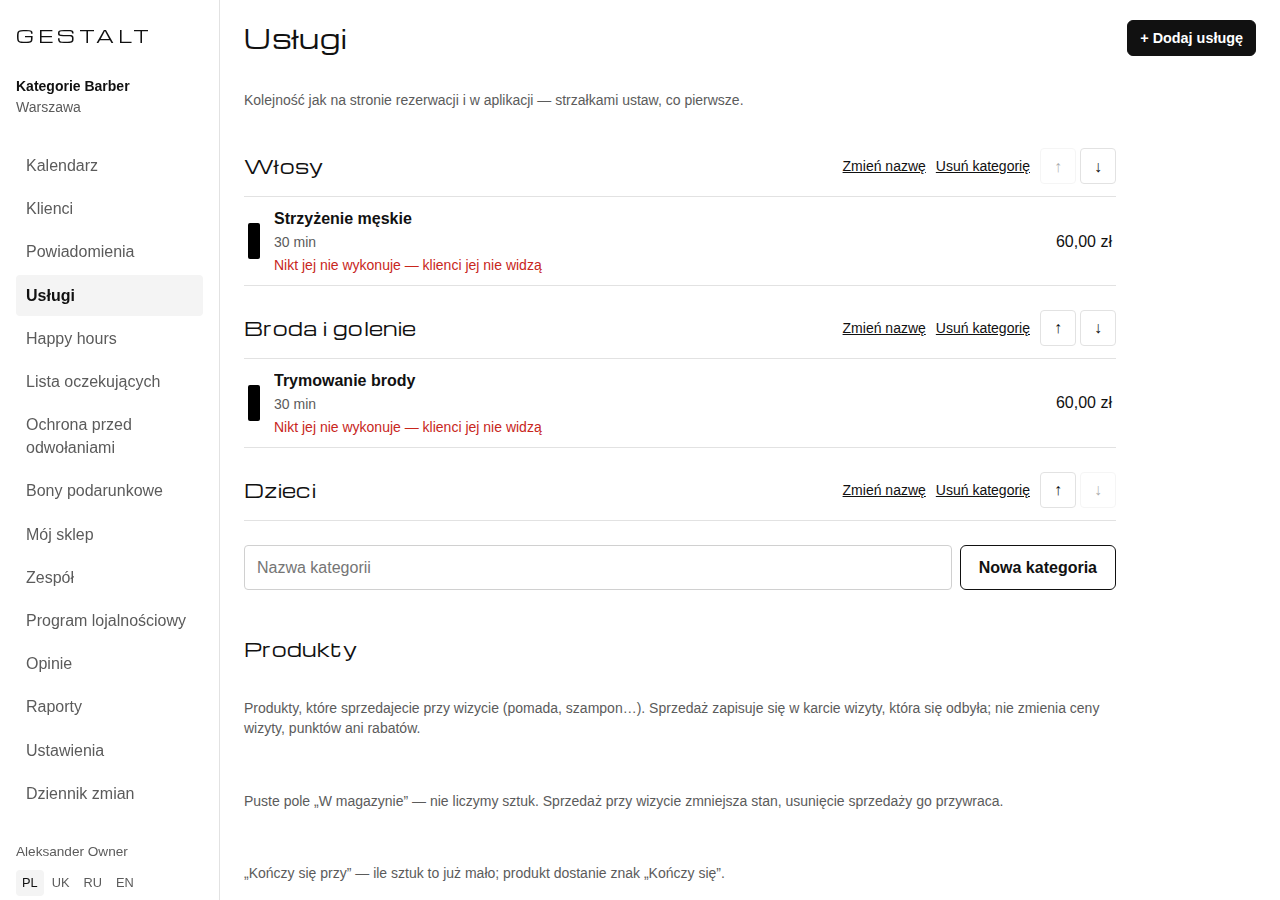 GESTALT
Kategorie Barber
Warszawa
Kalendarz
Klienci
Powiadomienia
Usługi
Happy hours
Lista oczekujących
Ochrona przed
odwołaniami
Bony podarunkowe
Mój sklep
Zespół
Program lojalnościowy
Opinie
Raporty
Ustawienia
Dziennik zmian
Aleksander Owner
PL UK RU EN
Usługi
+ Dodaj usługę
Kolejność jak na stronie rezerwacji i w aplikacji — strzałkami ustaw, co pierwsze.
Włosy Zmień nazwę Usuń kategorię ↑ ↓
Strzyżenie męskie
30 min
60,00 zł
Nikt jej nie wykonuje — klienci jej nie widzą
Broda i golenie Zmień nazwę Usuń kategorię ↑ ↓
Trymowanie brody
30 min
60,00 zł
Nikt jej nie wykonuje — klienci jej nie widzą
Dzieci Zmień nazwę Usuń kategorię ↑ ↓
Nazwa kategorii Nowa kategoria
Produkty
Produkty, które sprzedajecie przy wizycie (pomada, szampon…). Sprzedaż zapisuje się w karcie wizyty, która się odbyła; nie zmienia ceny
wizyty, punktów ani rabatów.
Puste pole „W magazynie” — nie liczymy sztuk. Sprzedaż przy wizycie zmniejsza stan, usunięcie sprzedaży go przywraca.
„Kończy się przy” — ile sztuk to już mało; produkt dostanie znak „Kończy się”.